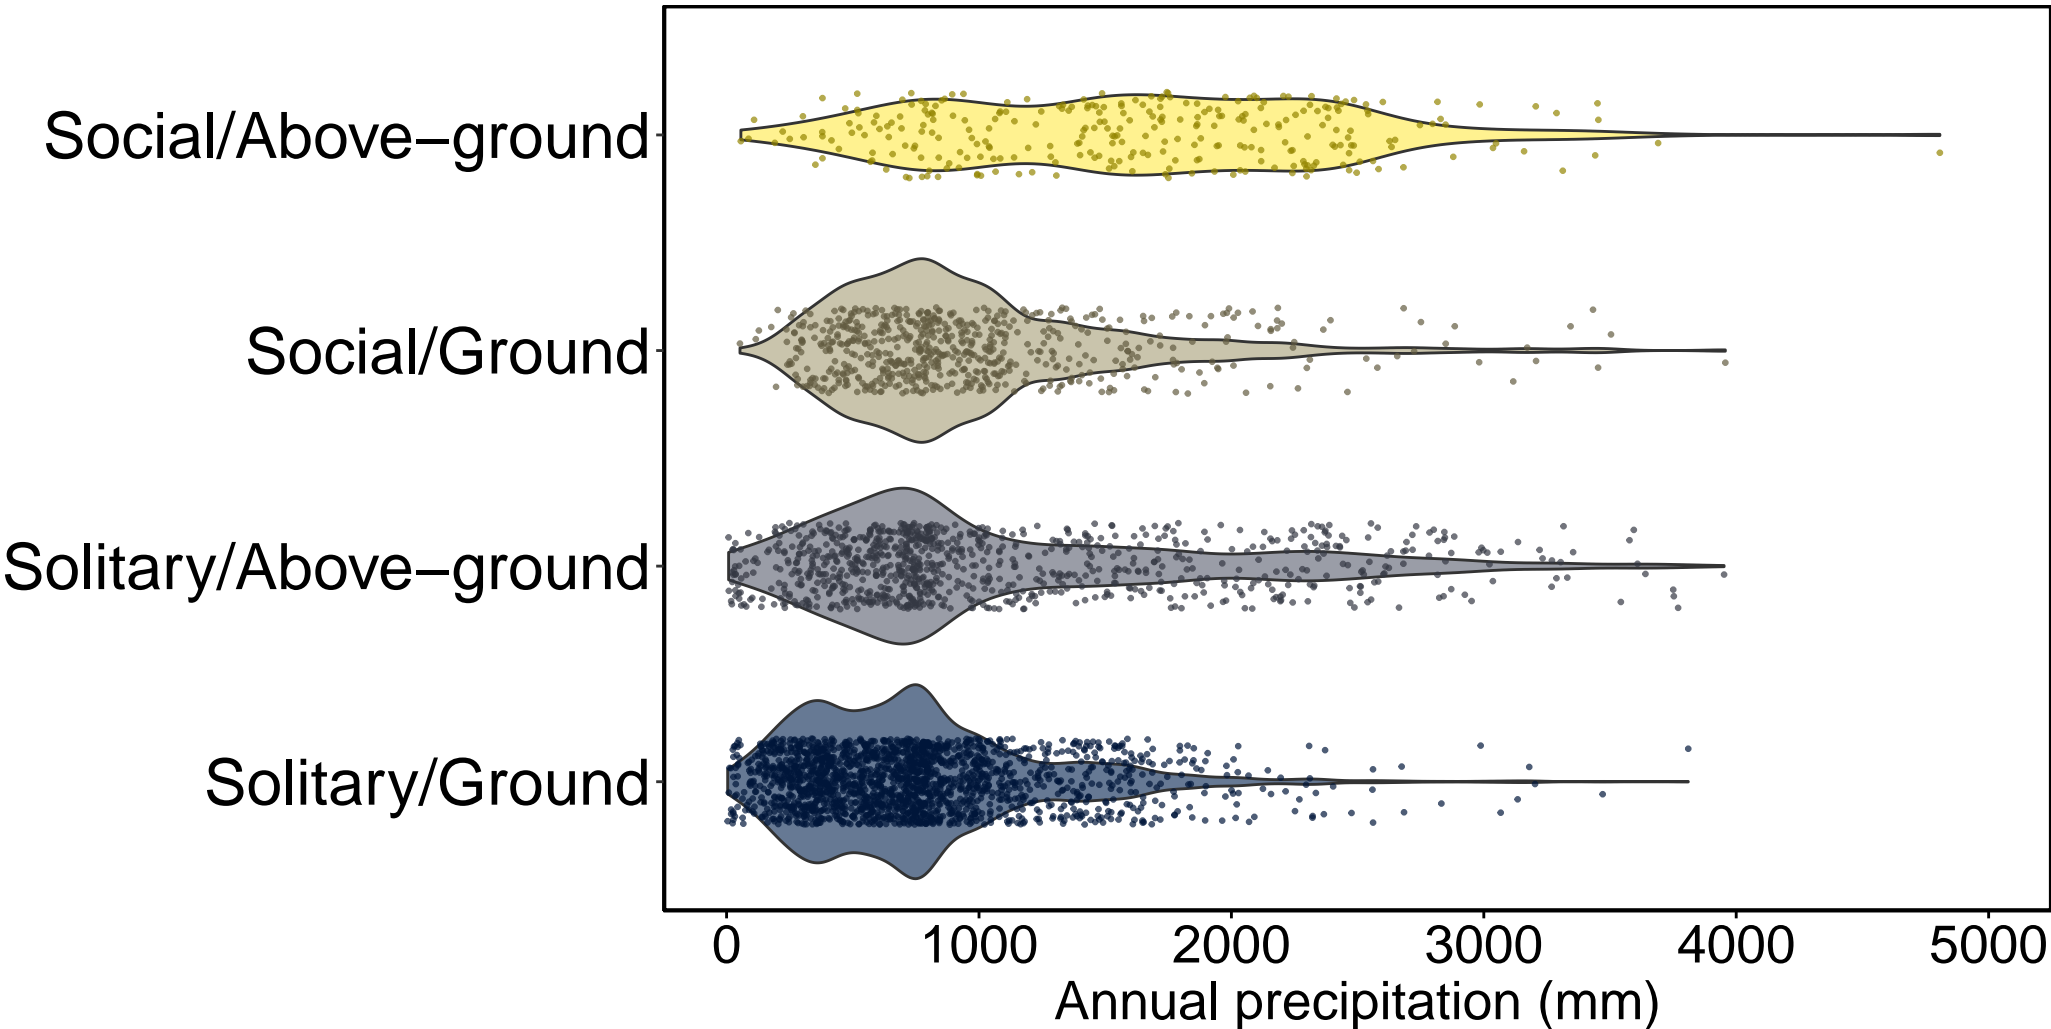 Social/Above−ground
Social/Ground
Solitary/Above−ground
Solitary/Ground
0 1000 2000 3000 4000 5000
Annual precipitation (mm)